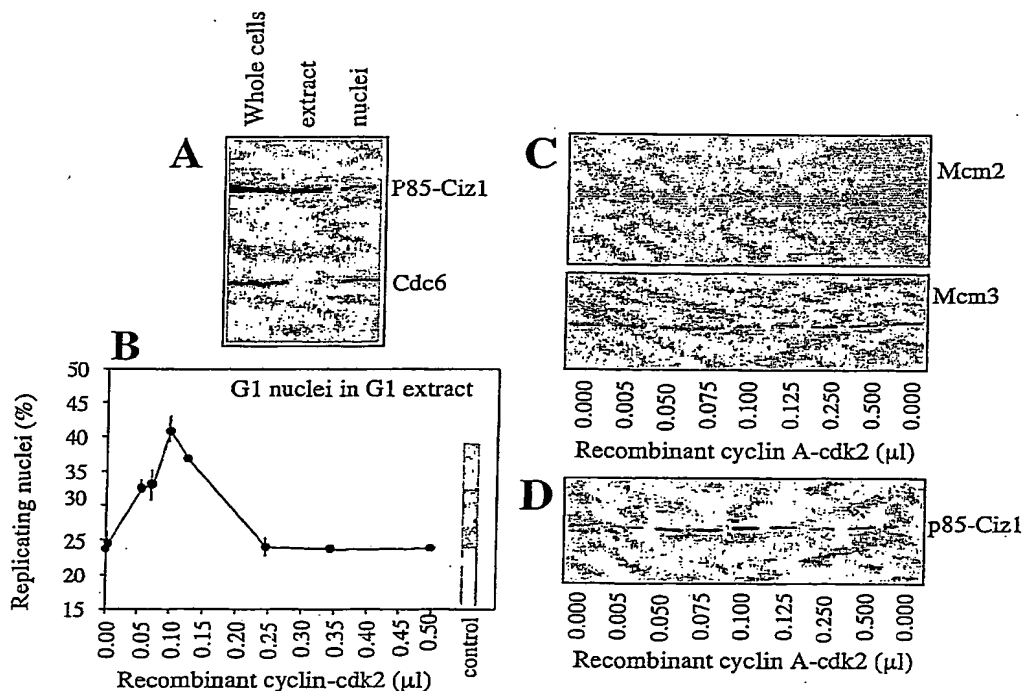 Whole cells
extract
nuclei
A
P85-Ciz1
Cdc6
B
G1 nuclei in G1 extract
Replicating nuclei (%)
50
45
40
35
30
25
20
15
0.00
0.05
0.10
0.15
0.20
0.25
0.30
0.35
0.40
0.45
0.50
control
Recombinant cyclin-cdk2 (µl)
C
Mcm2
Mcm3
0.000
0.005
0.050
0.075
0.100
0.125
0.250
0.500
0.000
Recombinant cyclin A-cdk2 (µl)
D
p85-Ciz1
0.000
0.005
0.050
0.075
0.100
0.125
0.250
0.500
0.000
Recombinant cyclin A-cdk2 (µl)